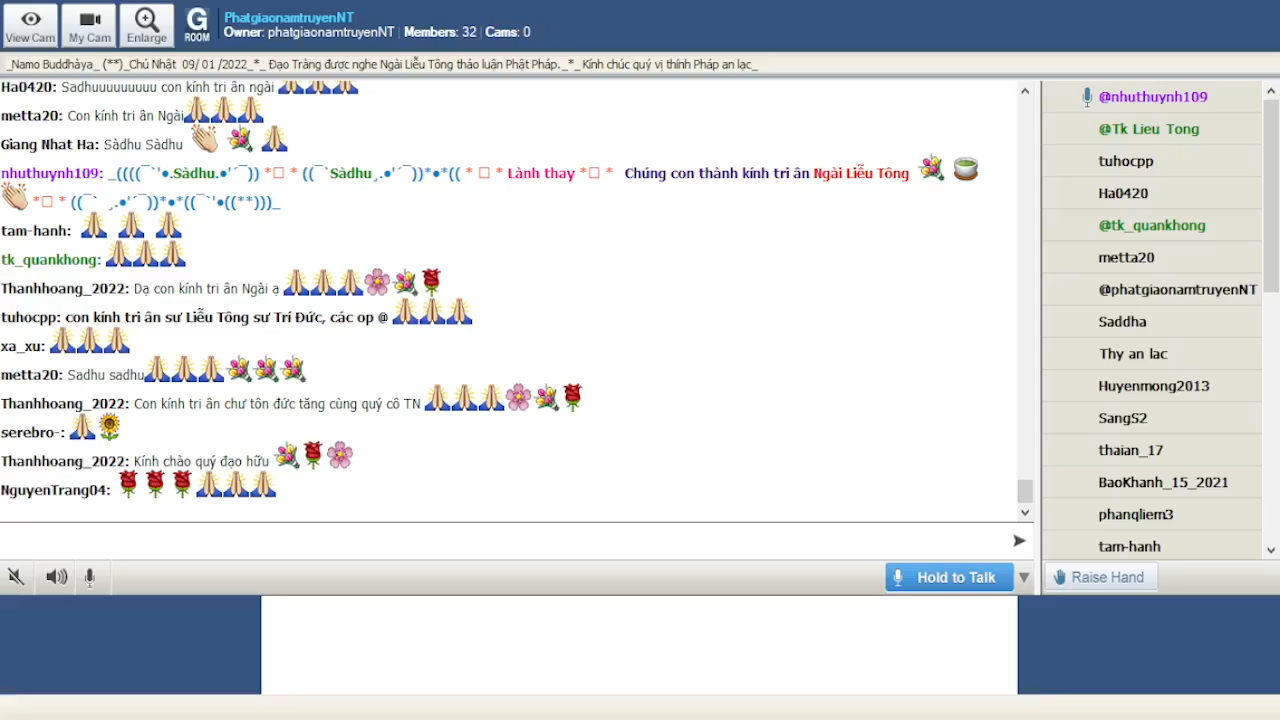 View Cam
My Cam
Enlarge
G
ROOM
PhatgiaonamtruyenNT
Owner: phatgiaonamtruyenNT | Members: 32 | Cams: 0
_Namo Buddhàya_ (**)_Chủ Nhật 09/ 01 /2022_*_ Đạo Tràng được nghe Ngài Liễu Tông thảo luận Phật Pháp._*_ Kính chúc quý vị thính Pháp an lạc_
Ha0420: Sadhuuuuuuuuu con kính tri ân ngài 🙏🙏🙏
metta20: Con kính tri ân Ngài🙏🙏🙏
Giang Nhat Ha: Sàdhu Sàdhu 👏 💐 🙏
nhuthuynh109: _((((¯`'●.Sàdhu.●'´¯)) *□ * ((¯`Sàdhu¸.●'´¯))*●*(( * □ * Lành thay *□ * Chúng con thành kính tri ân Ngài Liễu Tông 💐 🍵
👏 *□ * ((¯` ¸.●'´¯))*●*((¯`'●((**)))_
tam-hanh: 🙏 🙏 🙏
tk_quankhong: 🙏🙏🙏
Thanhhoang_2022: Dạ con kính tri ân Ngài ạ 🙏🙏🙏🌸💐🌹
tuhocpp: con kính tri ân sư Liễu Tông sư Trí Đức, các op @ 🙏🙏🙏
xa_xu: 🙏🙏🙏
metta20: Sadhu sadhu🙏🙏🙏💐💐💐
Thanhhoang_2022: Con kính tri ân chư tôn đức tăng cùng quý cô TN 🙏🙏🙏🌸💐🌹
serebro-: 🙏🌻
Thanhhoang_2022: Kính chào quý đạo hữu 💐🌹🌸
NguyenTrang04: 🌹🌹🌹🙏🙏🙏
Hold to Talk
@nhuthuynh109
@Tk Lieu Tong
tuhocpp
Ha0420
@tk_quankhong
metta20
@phatgiaonamtruyenNT
Saddha
Thy an lac
Huyenmong2013
SangS2
thaian_17
BaoKhanh_15_2021
phanqliem3
tam-hanh
Raise Hand